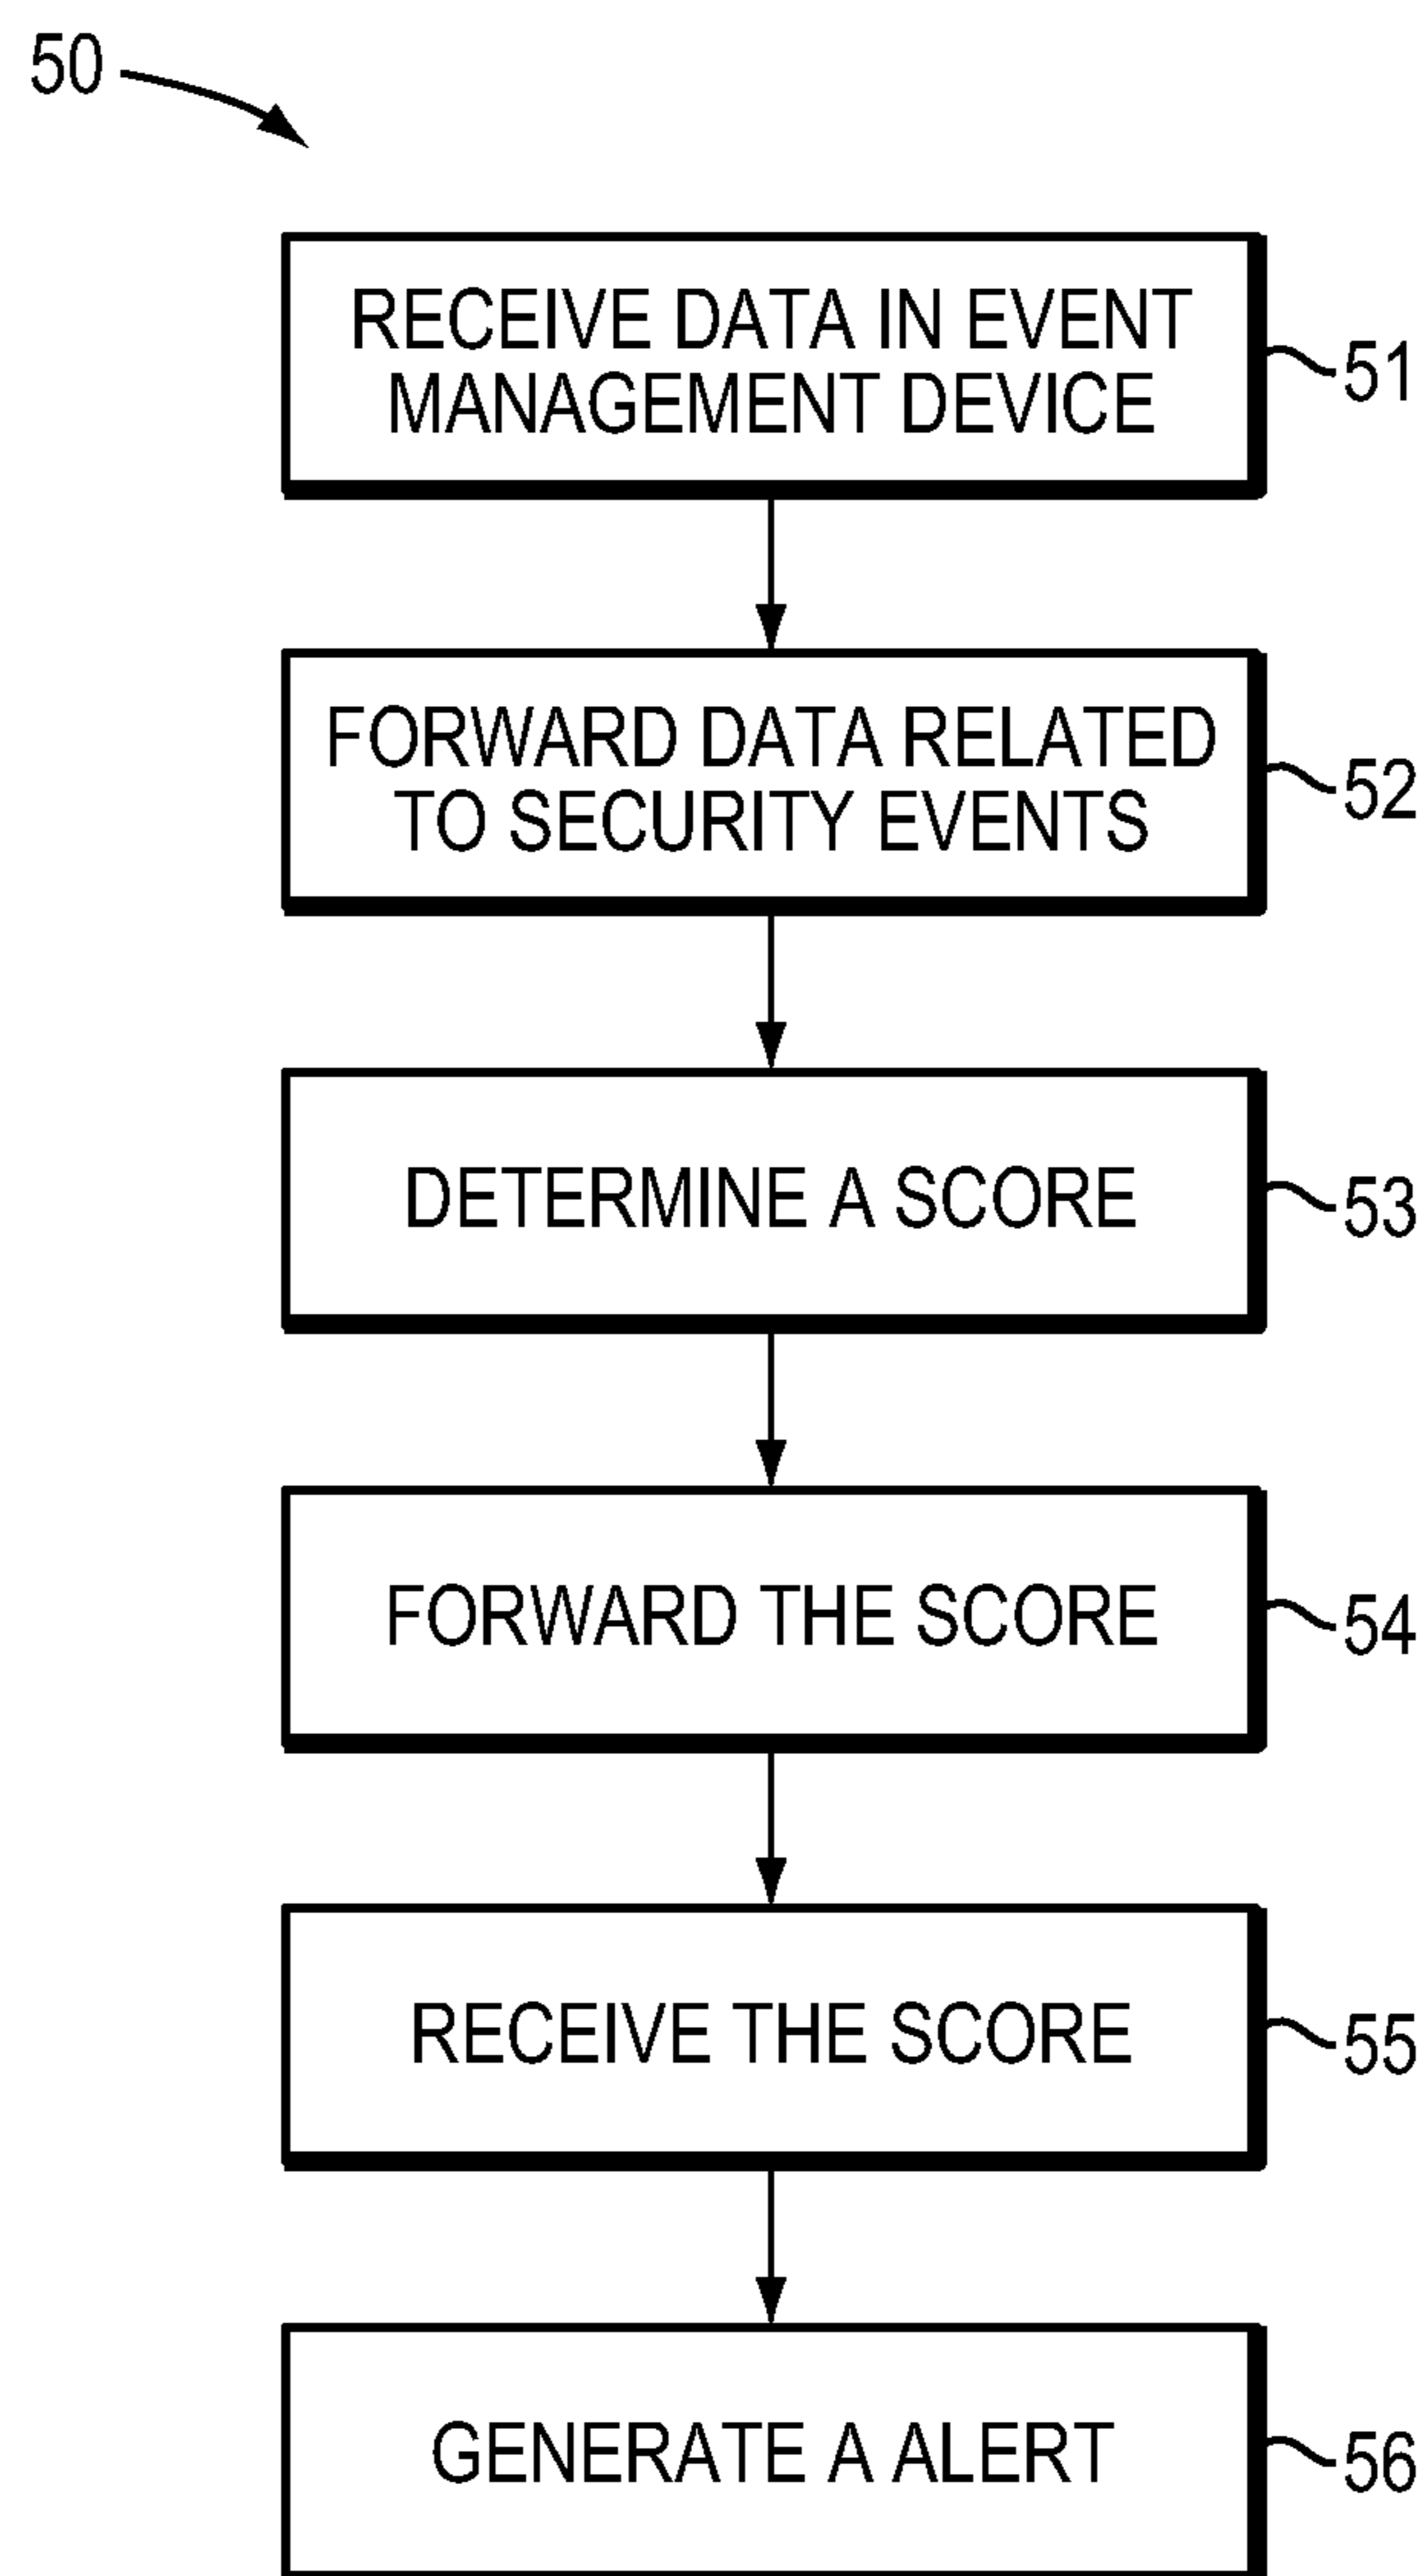 50
RECEIVE DATA IN EVENT
MANAGEMENT DEVICE
51
FORWARD DATA RELATED
TO SECURITY EVENTS
52
DETERMINE A SCORE
53
FORWARD THE SCORE
54
RECEIVE THE SCORE
55
GENERATE A ALERT
56